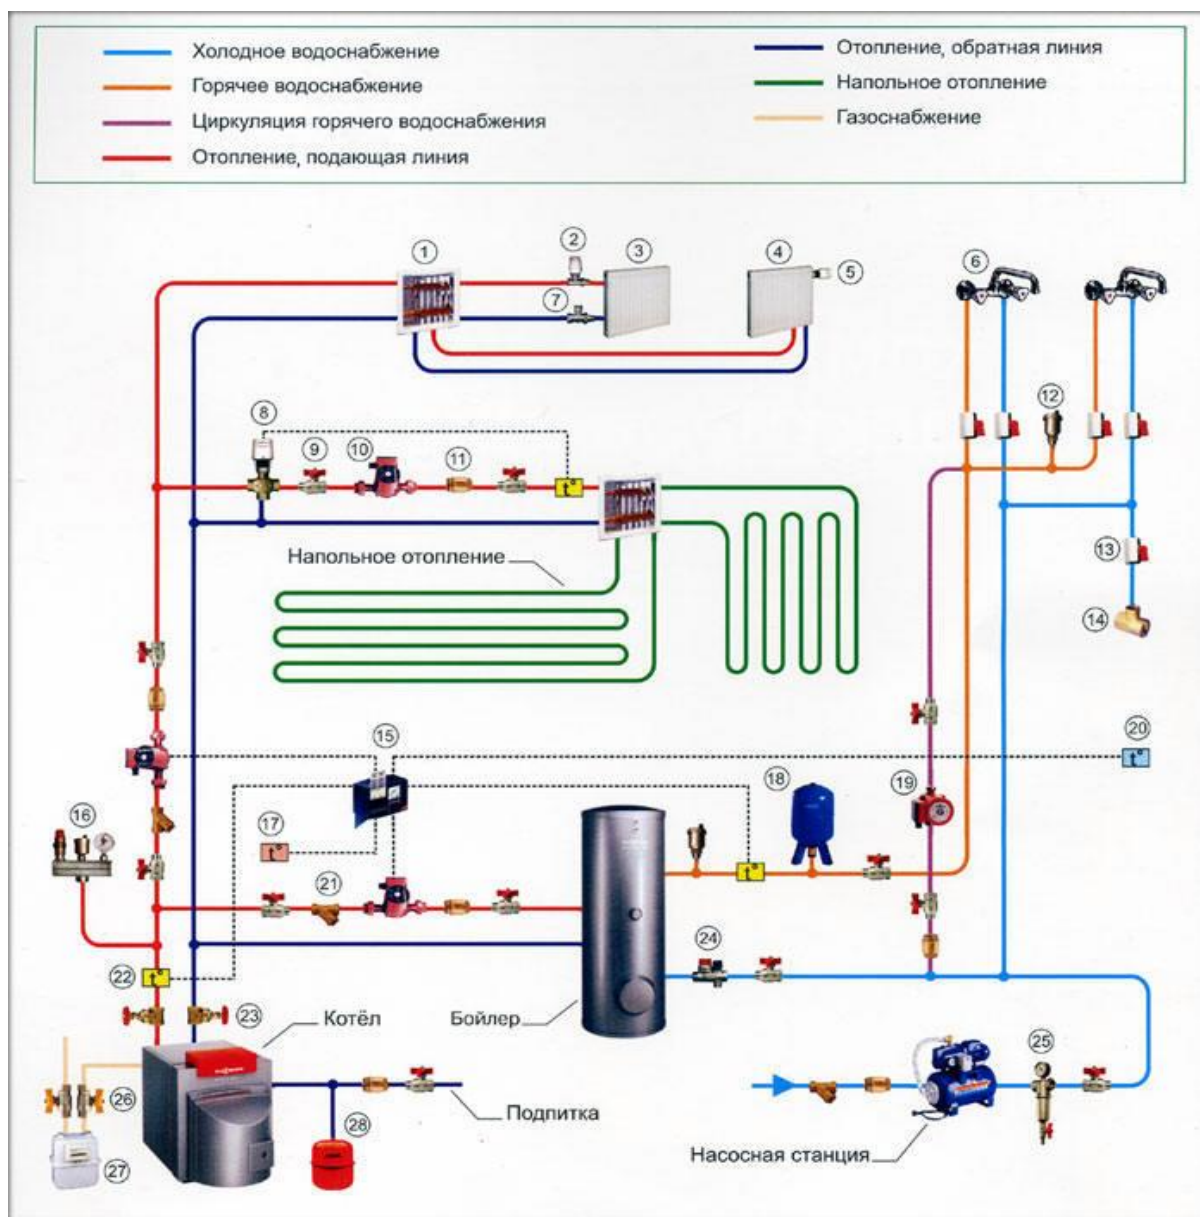 Холодное водоснабжение
Горячее водоснабжение
Циркуляция горячего водоснабжения
Отопление, подающая линия
Отопление, обратная линия
Напольное отопление
Газоснабжение
1
2
3
4
5
6
7
8
9
10
11
12
Напольное отопление
13
14
15
16
17
18
19
20
21
22
23
24
Котёл
Бойлер
25
26
Подпитка
27
28
Насосная станция